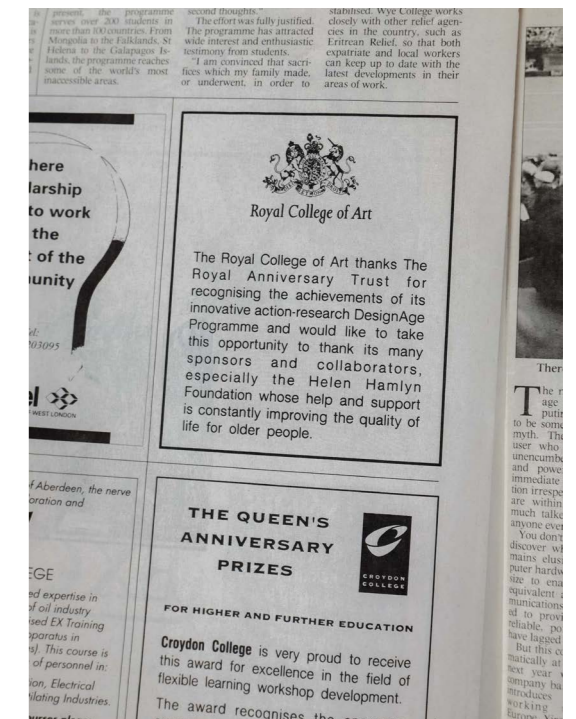 present, the programme
serves over 200 students in
more than 100 countries. From
Mongolia to the Falklands, St
Helena to the Galapagos Is-
lands, the programme reaches
some of the world's most
inaccessible areas.
second thoughts."
The effort was fully justified.
The programme has attracted
wide interest and enthusiastic
testimony from students.
"I am convinced that sacri-
fices which my family made,
or underwent, in order to
stabilised. Wye College works
closely with other relief agen-
cies in the country, such as
Eritrean Relief, so that both
expatriate and local workers
can keep up to date with the
latest developments in their
areas of work.
here
larship
to work
the
t of the
unity
el:
203095
el
WEST LONDON
Royal College of Art
The Royal College of Art thanks The
Royal Anniversary Trust for
recognising the achievements of its
innovative action-research DesignAge
Programme and would like to take
this opportunity to thank its many
sponsors and collaborators,
especially the Helen Hamlyn
Foundation whose help and support
is constantly improving the quality of
life for older people.
of Aberdeen, the nerve
oration and
EGE
ed expertise in
of oil industry
ised EX Training
pparatus in
es). This course is
of personnel in:
ian, Electrical
ilating Industries.
THE QUEEN'S
ANNIVERSARY
PRIZES
CROYDON
COLLEGE
FOR HIGHER AND FURTHER EDUCATION
Croydon College is very proud to receive
this award for excellence in the field of
flexible learning workshop development.
The award recognises the
Ther
The r
age
putin
to be some
myth. The
user who
unencumbe
and powe
immediate
tion irrespe
are within
much talke
anyone ever
You don't
discover wh
mains elus
puter hardw
size to ena
equivalent a
munications
ed to provi
reliable, po
have lagged
But this co
matically at
next year w
company ba
introduces
working